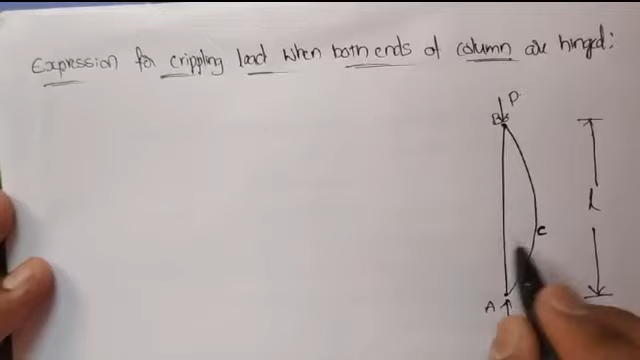 Expression for crippling load when both ends of column are hinged:
P
B
l
C
A